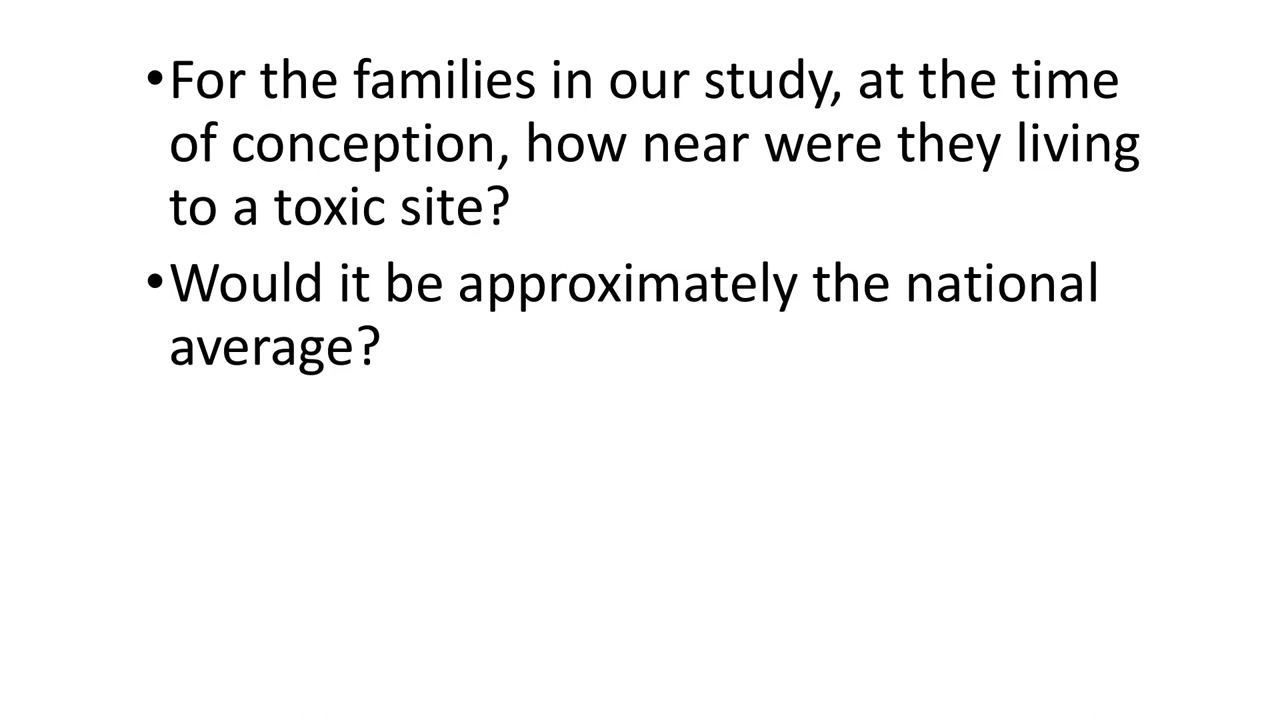 •For the families in our study, at the time
of conception, how near were they living
to a toxic site?
•Would it be approximately the national
average?